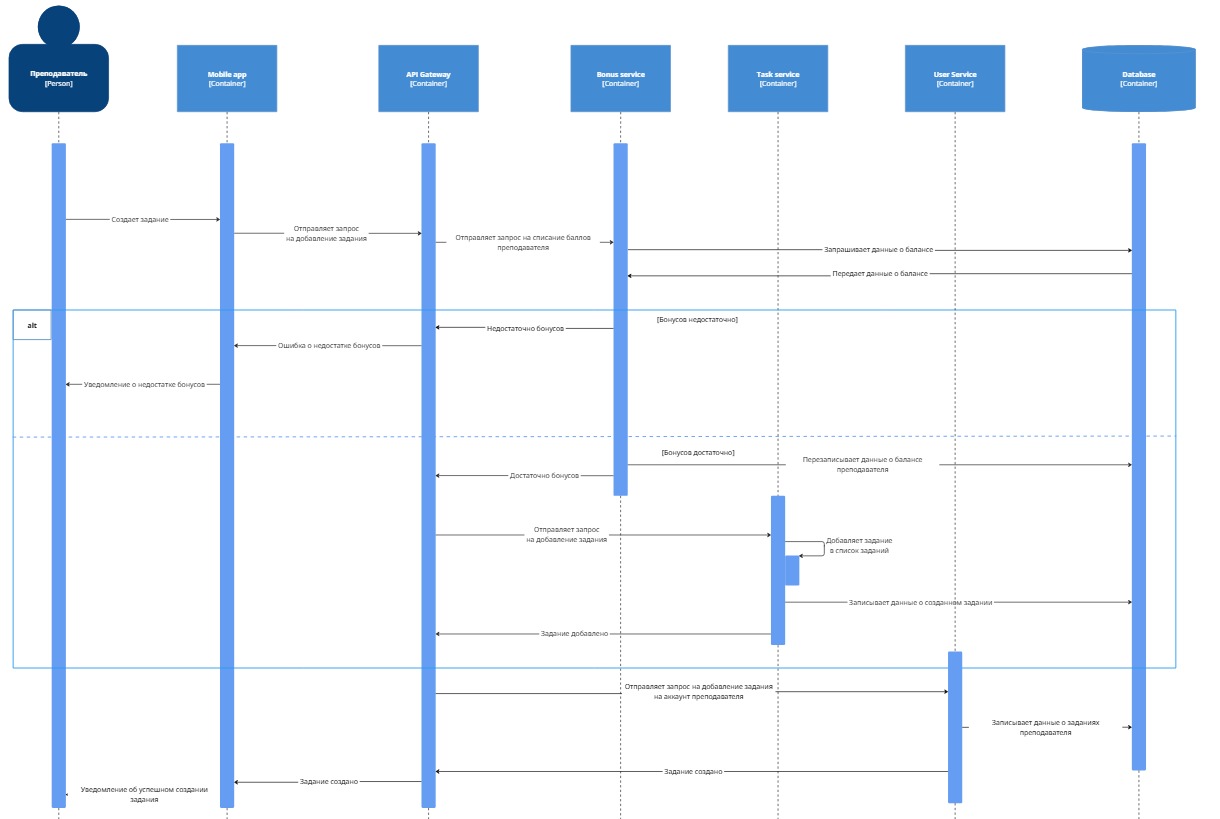 Преподаватель
[Person]
Mobile app
[Container]
API Gateway
[Container]
Bonus service
[Container]
Task service
[Container]
User Service
[Container]
Database
[Container]
Создает задание
Отправляет запрос
на добавление задания
Отправляет запрос на списание баллов
преподавателя
Запрашивает данные о балансе
Передает данные о балансе
alt
[Бонусов недостаточно]
Недостаточно бонусов
Ошибка о недостатке бонусов
Уведомление о недостатке бонусов
[Бонусов достаточно]
Перезаписывает данные о балансе
преподавателя
Достаточно бонусов
Отправляет запрос
на добавление задания
Добавляет задание
в список заданий
Записывает данные о созданном задании
Задание добавлено
Отправляет запрос на добавление задания
на аккаунт преподавателя
Записывает данные о заданиях
преподавателя
Задание создано
Задание создано
Уведомление об успешном создании
задания